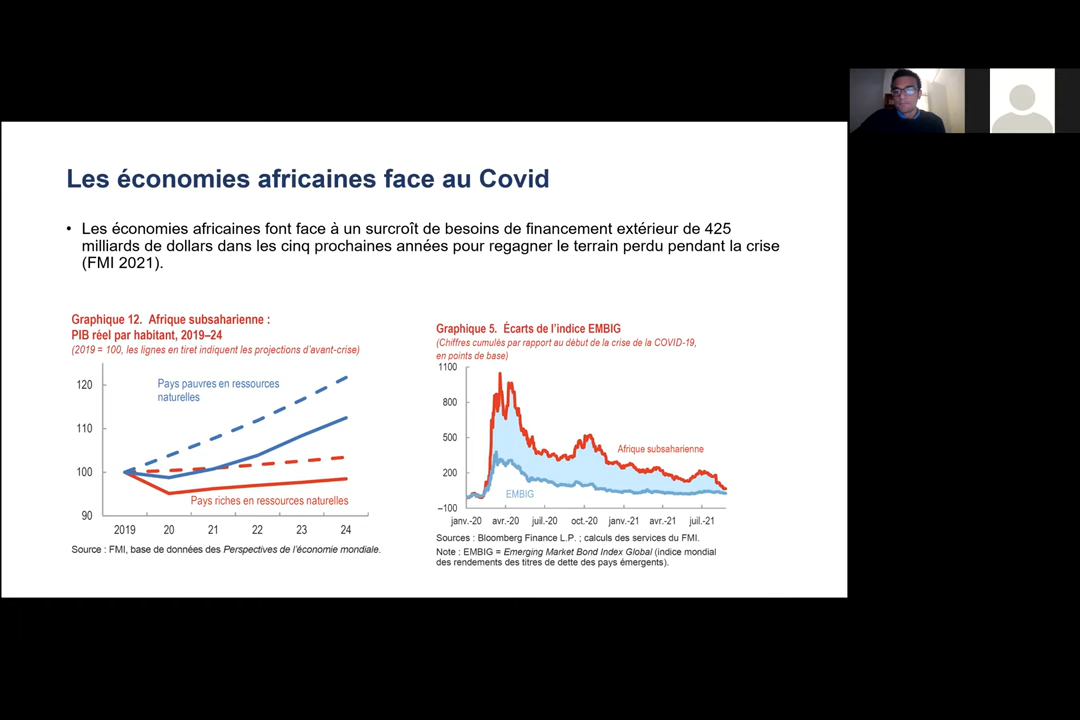 Les économies africaines face au Covid
• Les économies africaines font face à un surcroît de besoins de financement extérieur de 425
milliards de dollars dans les cinq prochaines années pour regagner le terrain perdu pendant la crise
(FMI 2021).
Graphique 12. Afrique subsaharienne :
PIB réel par habitant, 2019–24
(2019 = 100, les lignes en tiret indiquent les projections d'avant-crise)
120
110
100
90
Pays pauvres en ressources
naturelles
Pays riches en ressources naturelles
2019 20 21 22 23 24
Source : FMI, base de données des Perspectives de l'économie mondiale.
Graphique 5. Écarts de l'indice EMBIG
(Chiffres cumulés par rapport au début de la crise de la COVID-19,
en points de base)
1100
800
500
200
–100
Afrique subsaharienne
EMBIG
janv.-20 avr.-20 juil.-20 oct.-20 janv.-21 avr.-21 juil.-21
Sources : Bloomberg Finance L.P. ; calculs des services du FMI.
Note : EMBIG = Emerging Market Bond Index Global (indice mondial
des rendements des titres de dette des pays émergents).